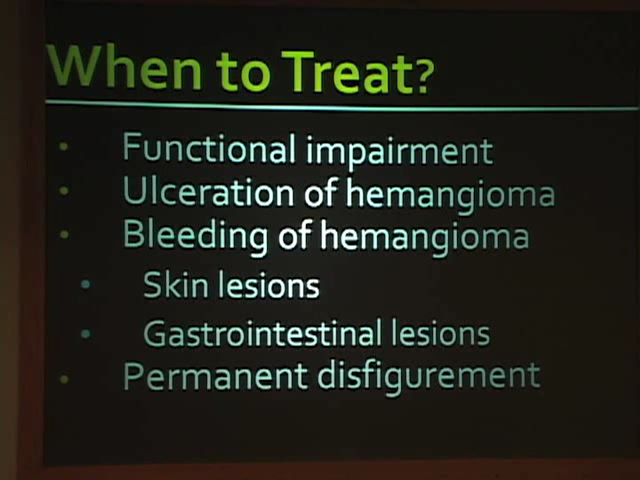 When to Treat?
• Functional impairment
• Ulceration of hemangioma
• Bleeding of hemangioma
• Skin lesions
• Gastrointestinal lesions
• Permanent disfigurement